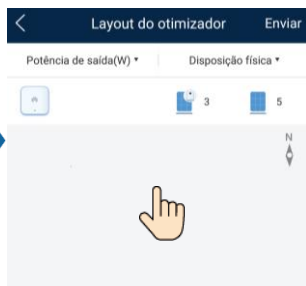 Layout do otimizador Enviar
Potência de saída(W) Disposição física
3 5
N